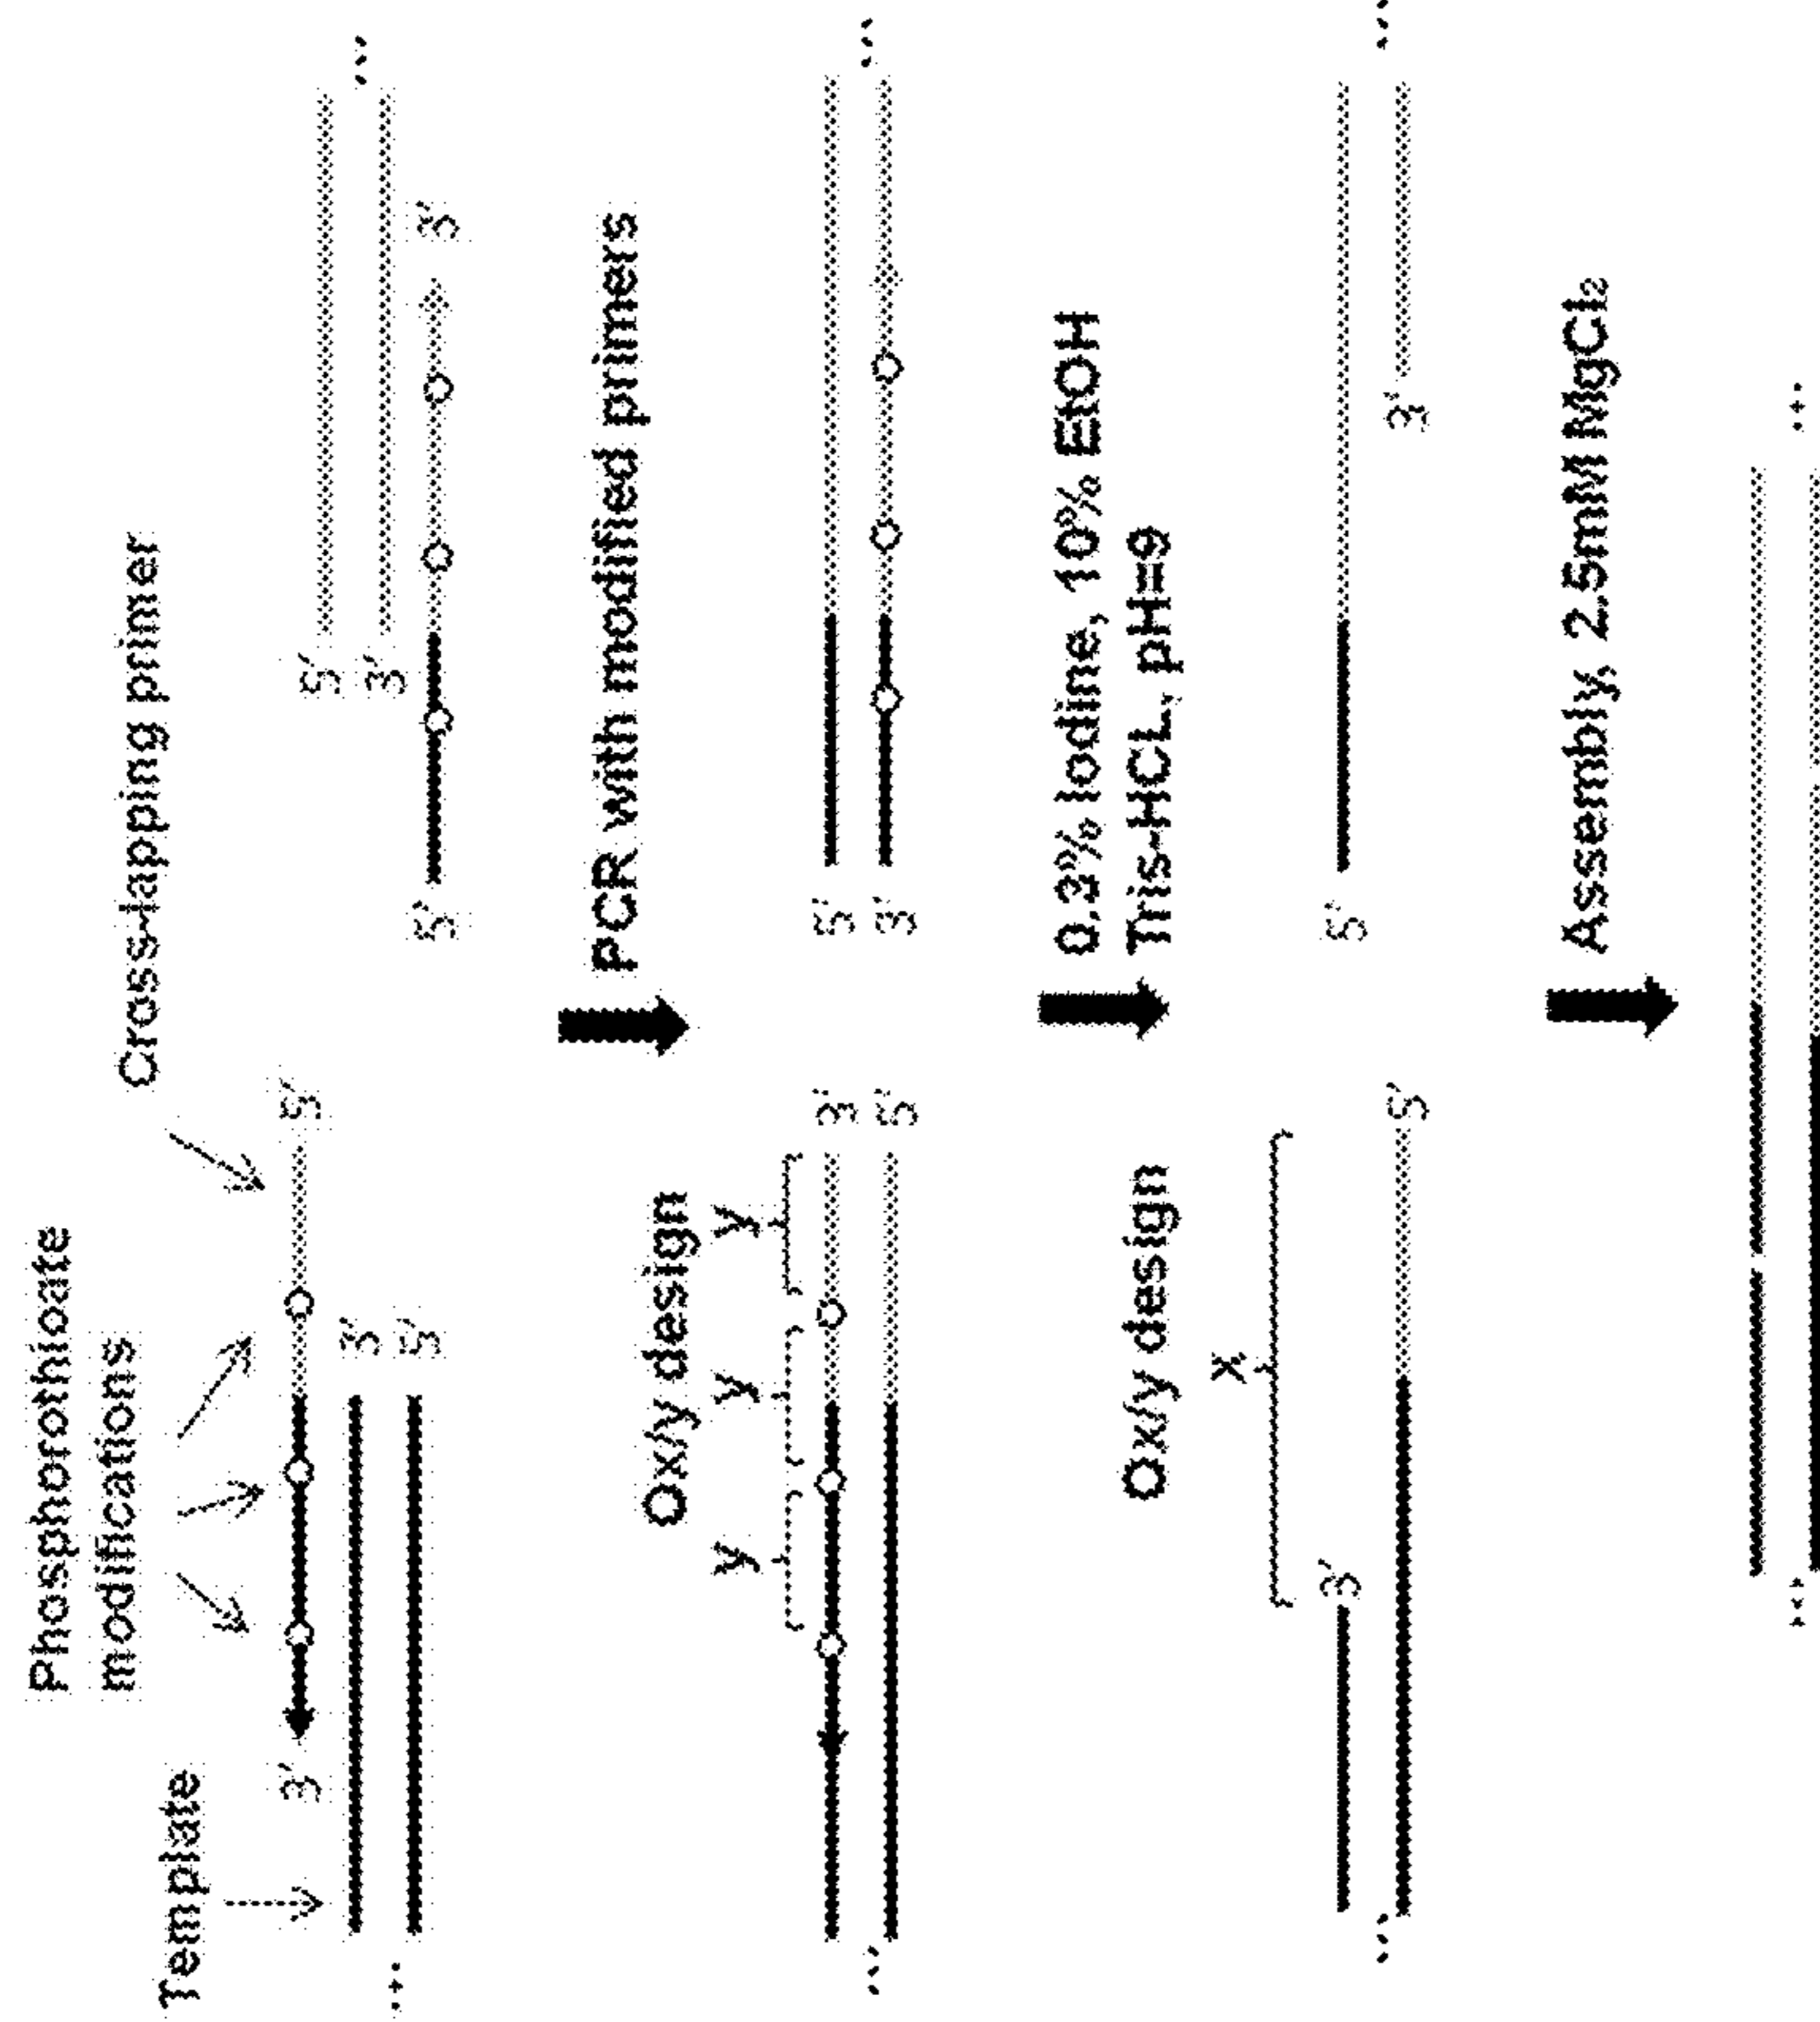 Phosphorothioate
modifications
Cross-lapping primer
Template
3' 5' 5'
3' 3'
5' 5' 3'
PCR with modified primers
Ox/y design
y y y
3' 5'
5' 3'
0.2% Iodine, 10% EtOH
Tris-HCL, pH=9
Ox/y design
x
3' 5'
5' 3'
Assembly, 2.5mM MgCl₂